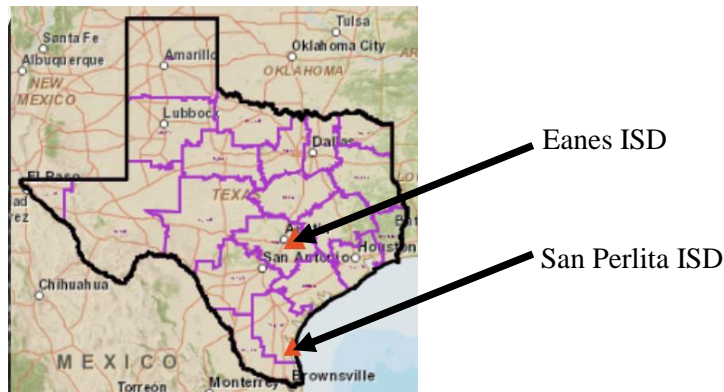 Tulsa
Santa Fe
Oklahoma City
Amarillo
Albuquerque
OKLAHOMA
NEW
MEXICO
Lubbock
Dallas
Eanes ISD
El Paso
TEXAS
San Antonio
Houston
San Perlita ISD
Chihuahua
MEXICO
Monterrey
Brownsville
Torreon